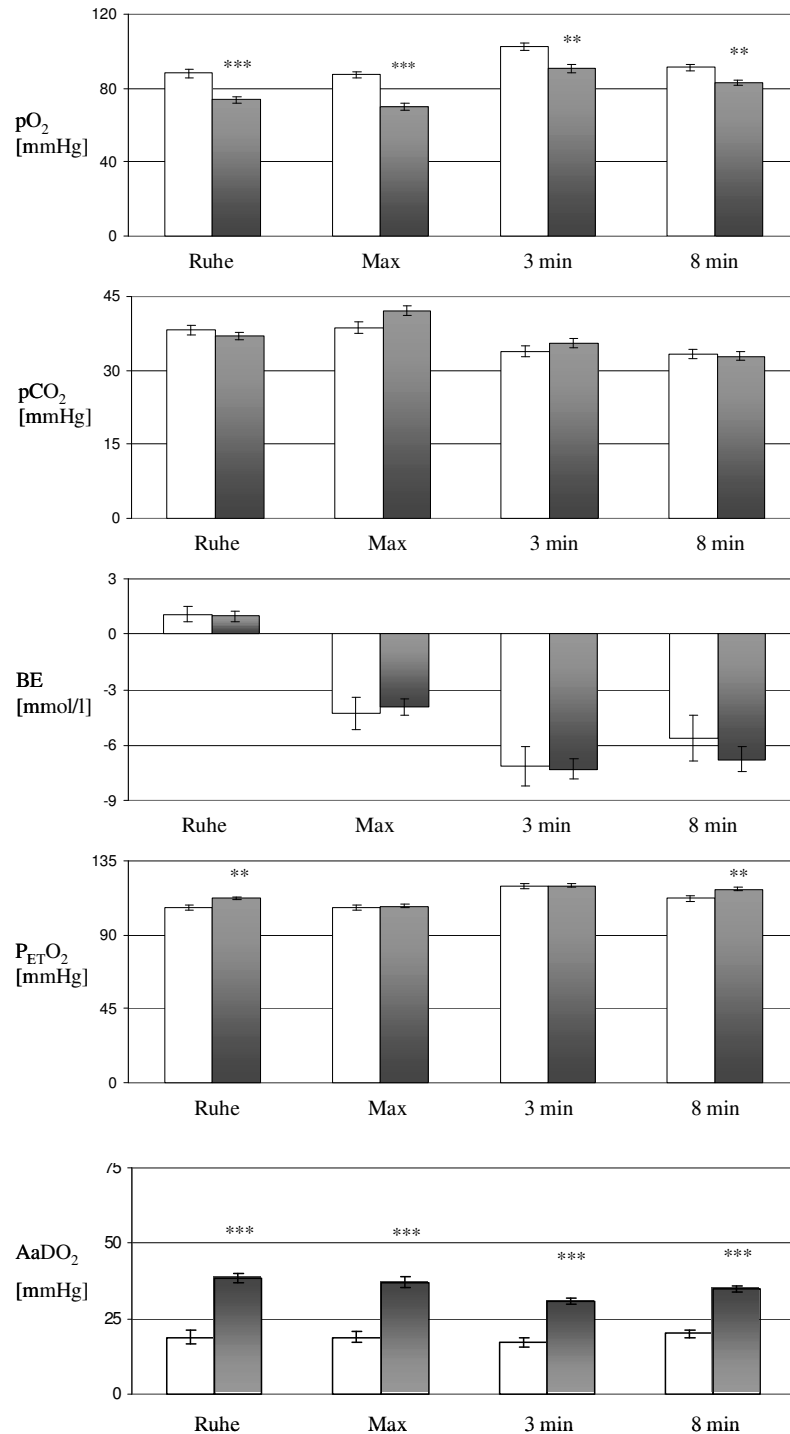 120
***
***
**
**
80
pO₂
[mmHg]
40
0
Ruhe Max 3 min 8 min
45
30
pCO₂
[mmHg]
15
0
Ruhe Max 3 min 8 min
3
0
BE
[mmol/l]
-3
-6
-9
Ruhe Max 3 min 8 min
135
**
**
90
P_ETO₂
[mmHg]
45
0
Ruhe Max 3 min 8 min
75
50
***
***
***
***
AaDO₂
[mmHg]
25
0
Ruhe Max 3 min 8 min